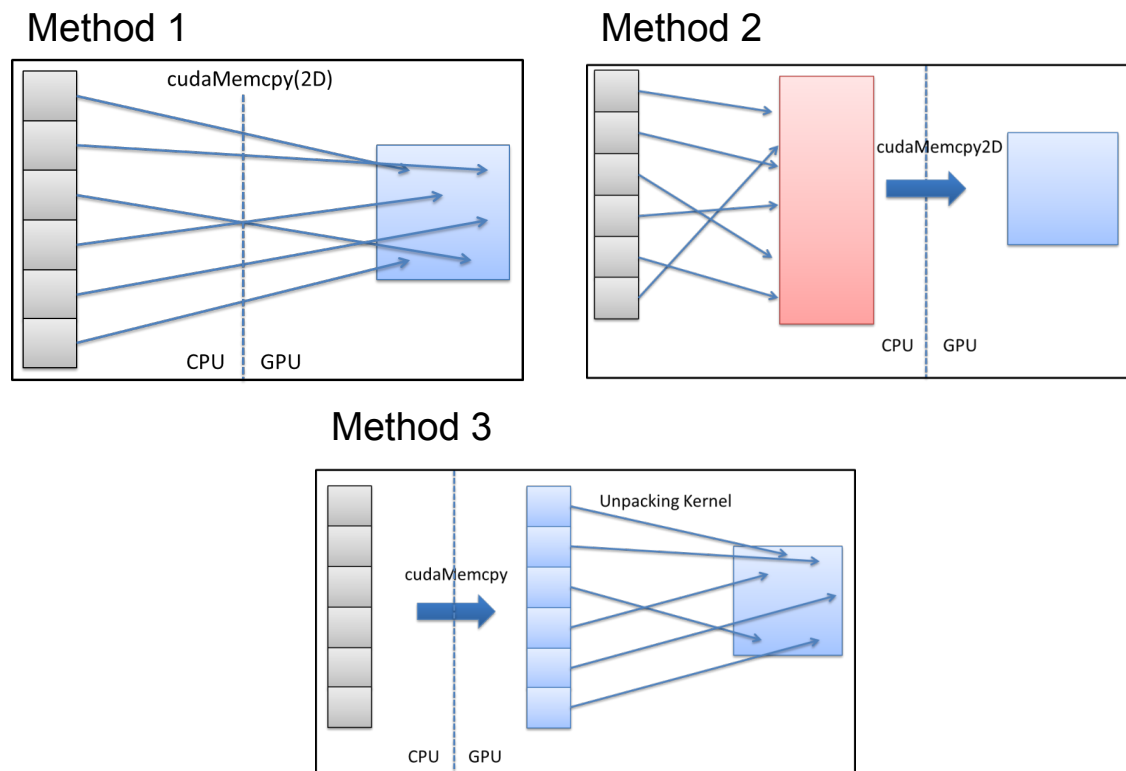 Method 1
cudaMemcpy(2D)
CPU
GPU
Method 2
cudaMemcpy2D
CPU
GPU
Method 3
Unpacking Kernel
cudaMemcpy
CPU
GPU